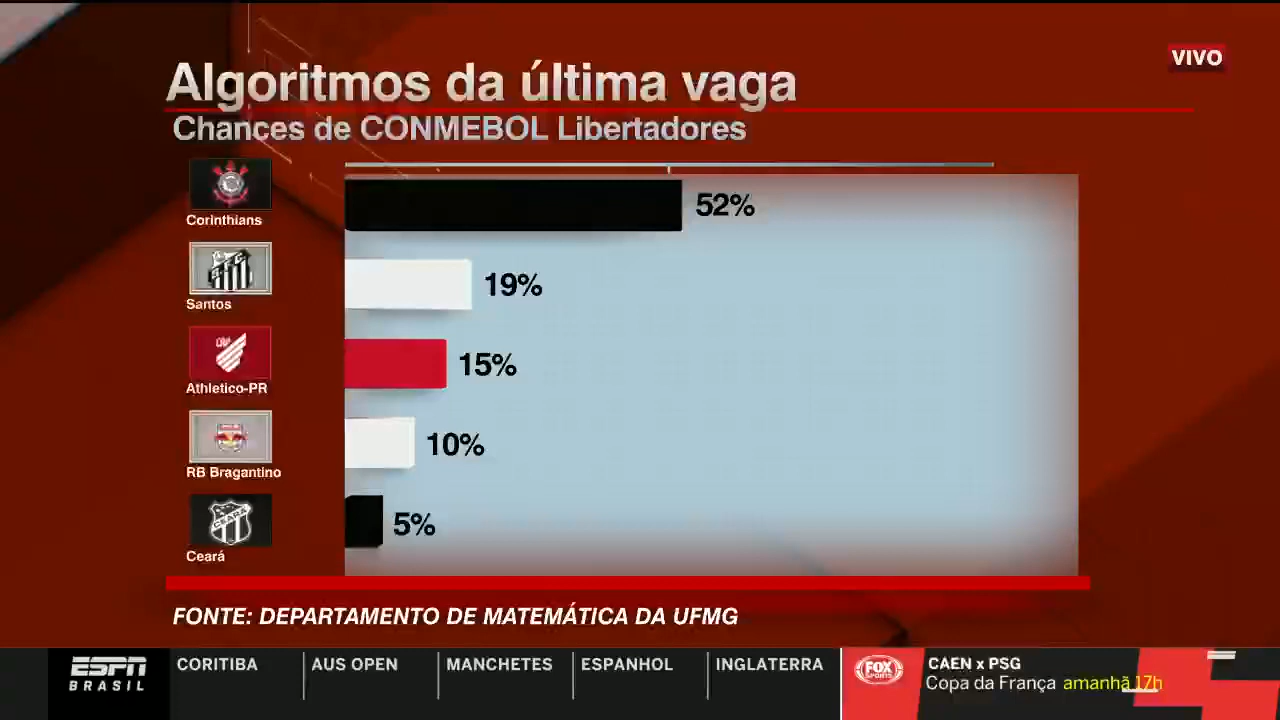 VIVO
Algoritmos da última vaga
Chances de CONMEBOL Libertadores
Corinthians
52%
Santos
19%
Athletico-PR
15%
RB Bragantino
10%
CEARÁ
Ceará
5%
FONTE: DEPARTAMENTO DE MATEMÁTICA DA UFMG
ESPN
BRASIL
CORITIBA
AUS OPEN
MANCHETES
ESPANHOL
INGLATERRA
FOX
SPORTS
CAEN x PSG
Copa da França amanhã 17h